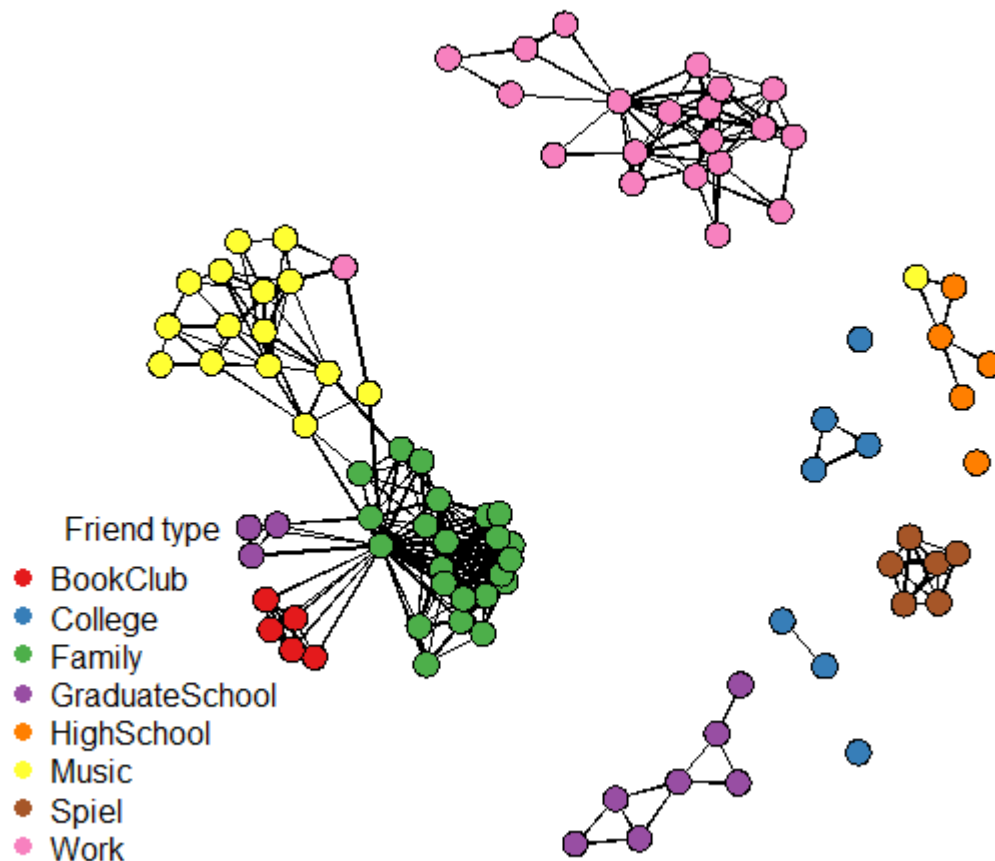 Friend type
BookClub
College
Family
GraduateSchool
HighSchool
Music
Spiel
Work